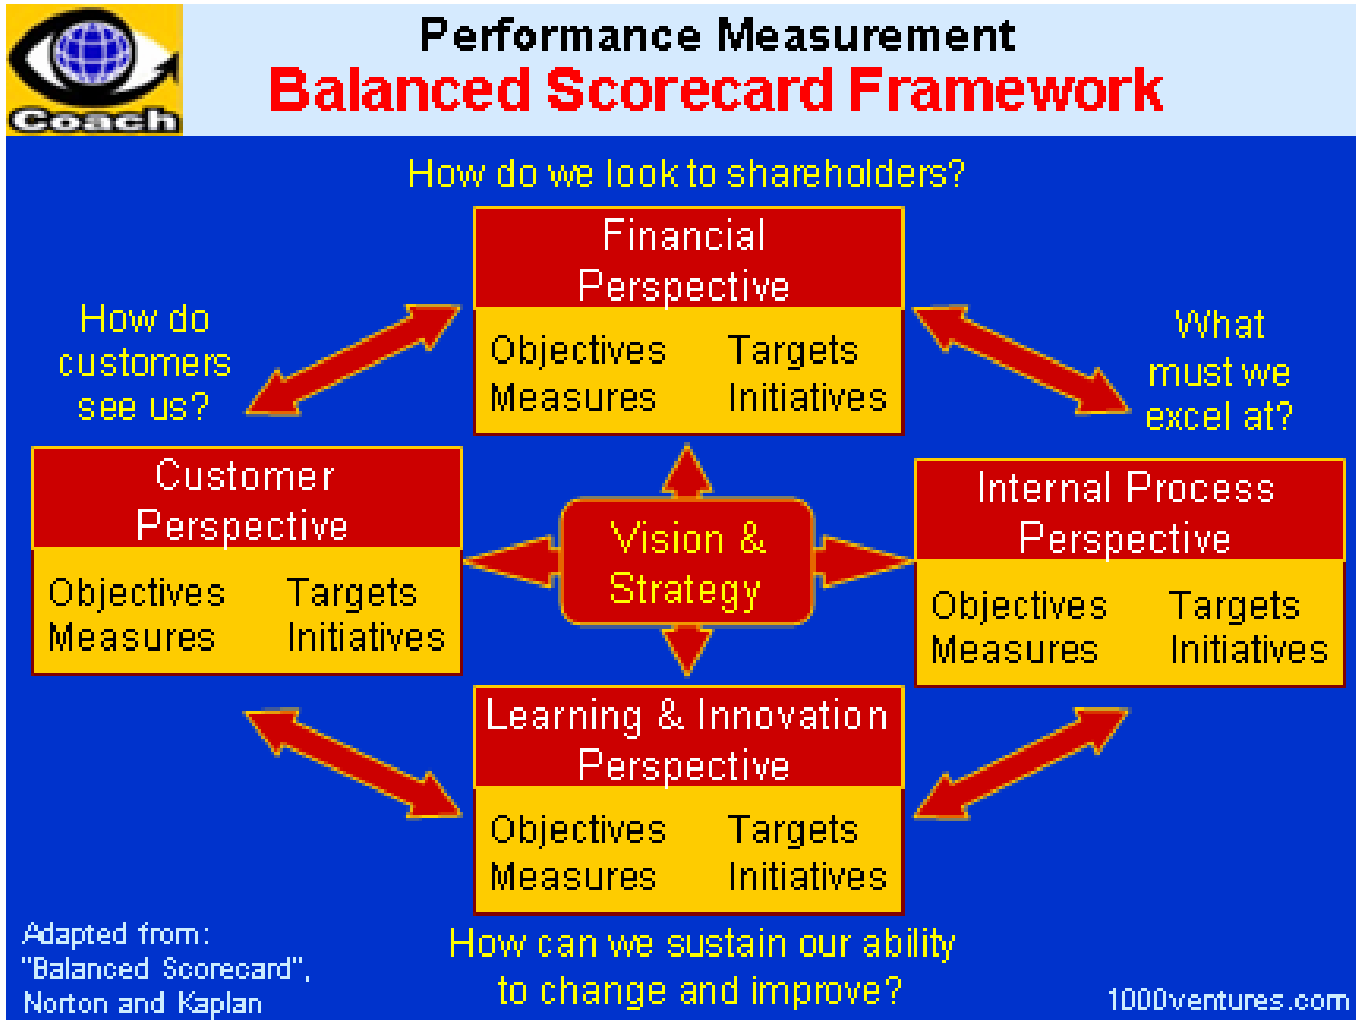 Coach
Performance Measurement
Balanced Scorecard Framework
How do we look to shareholders?
Financial
Perspective
Objectives Targets
Measures Initiatives
How do
customers
see us?
What
must we
excel at?
Customer
Perspective
Objectives Targets
Measures Initiatives
Vision &
Strategy
Internal Process
Perspective
Objectives Targets
Measures Initiatives
Learning & Innovation
Perspective
Objectives Targets
Measures Initiatives
How can we sustain our ability
to change and improve?
Adapted from:
"Balanced Scorecard",
Norton and Kaplan
1000ventures.com